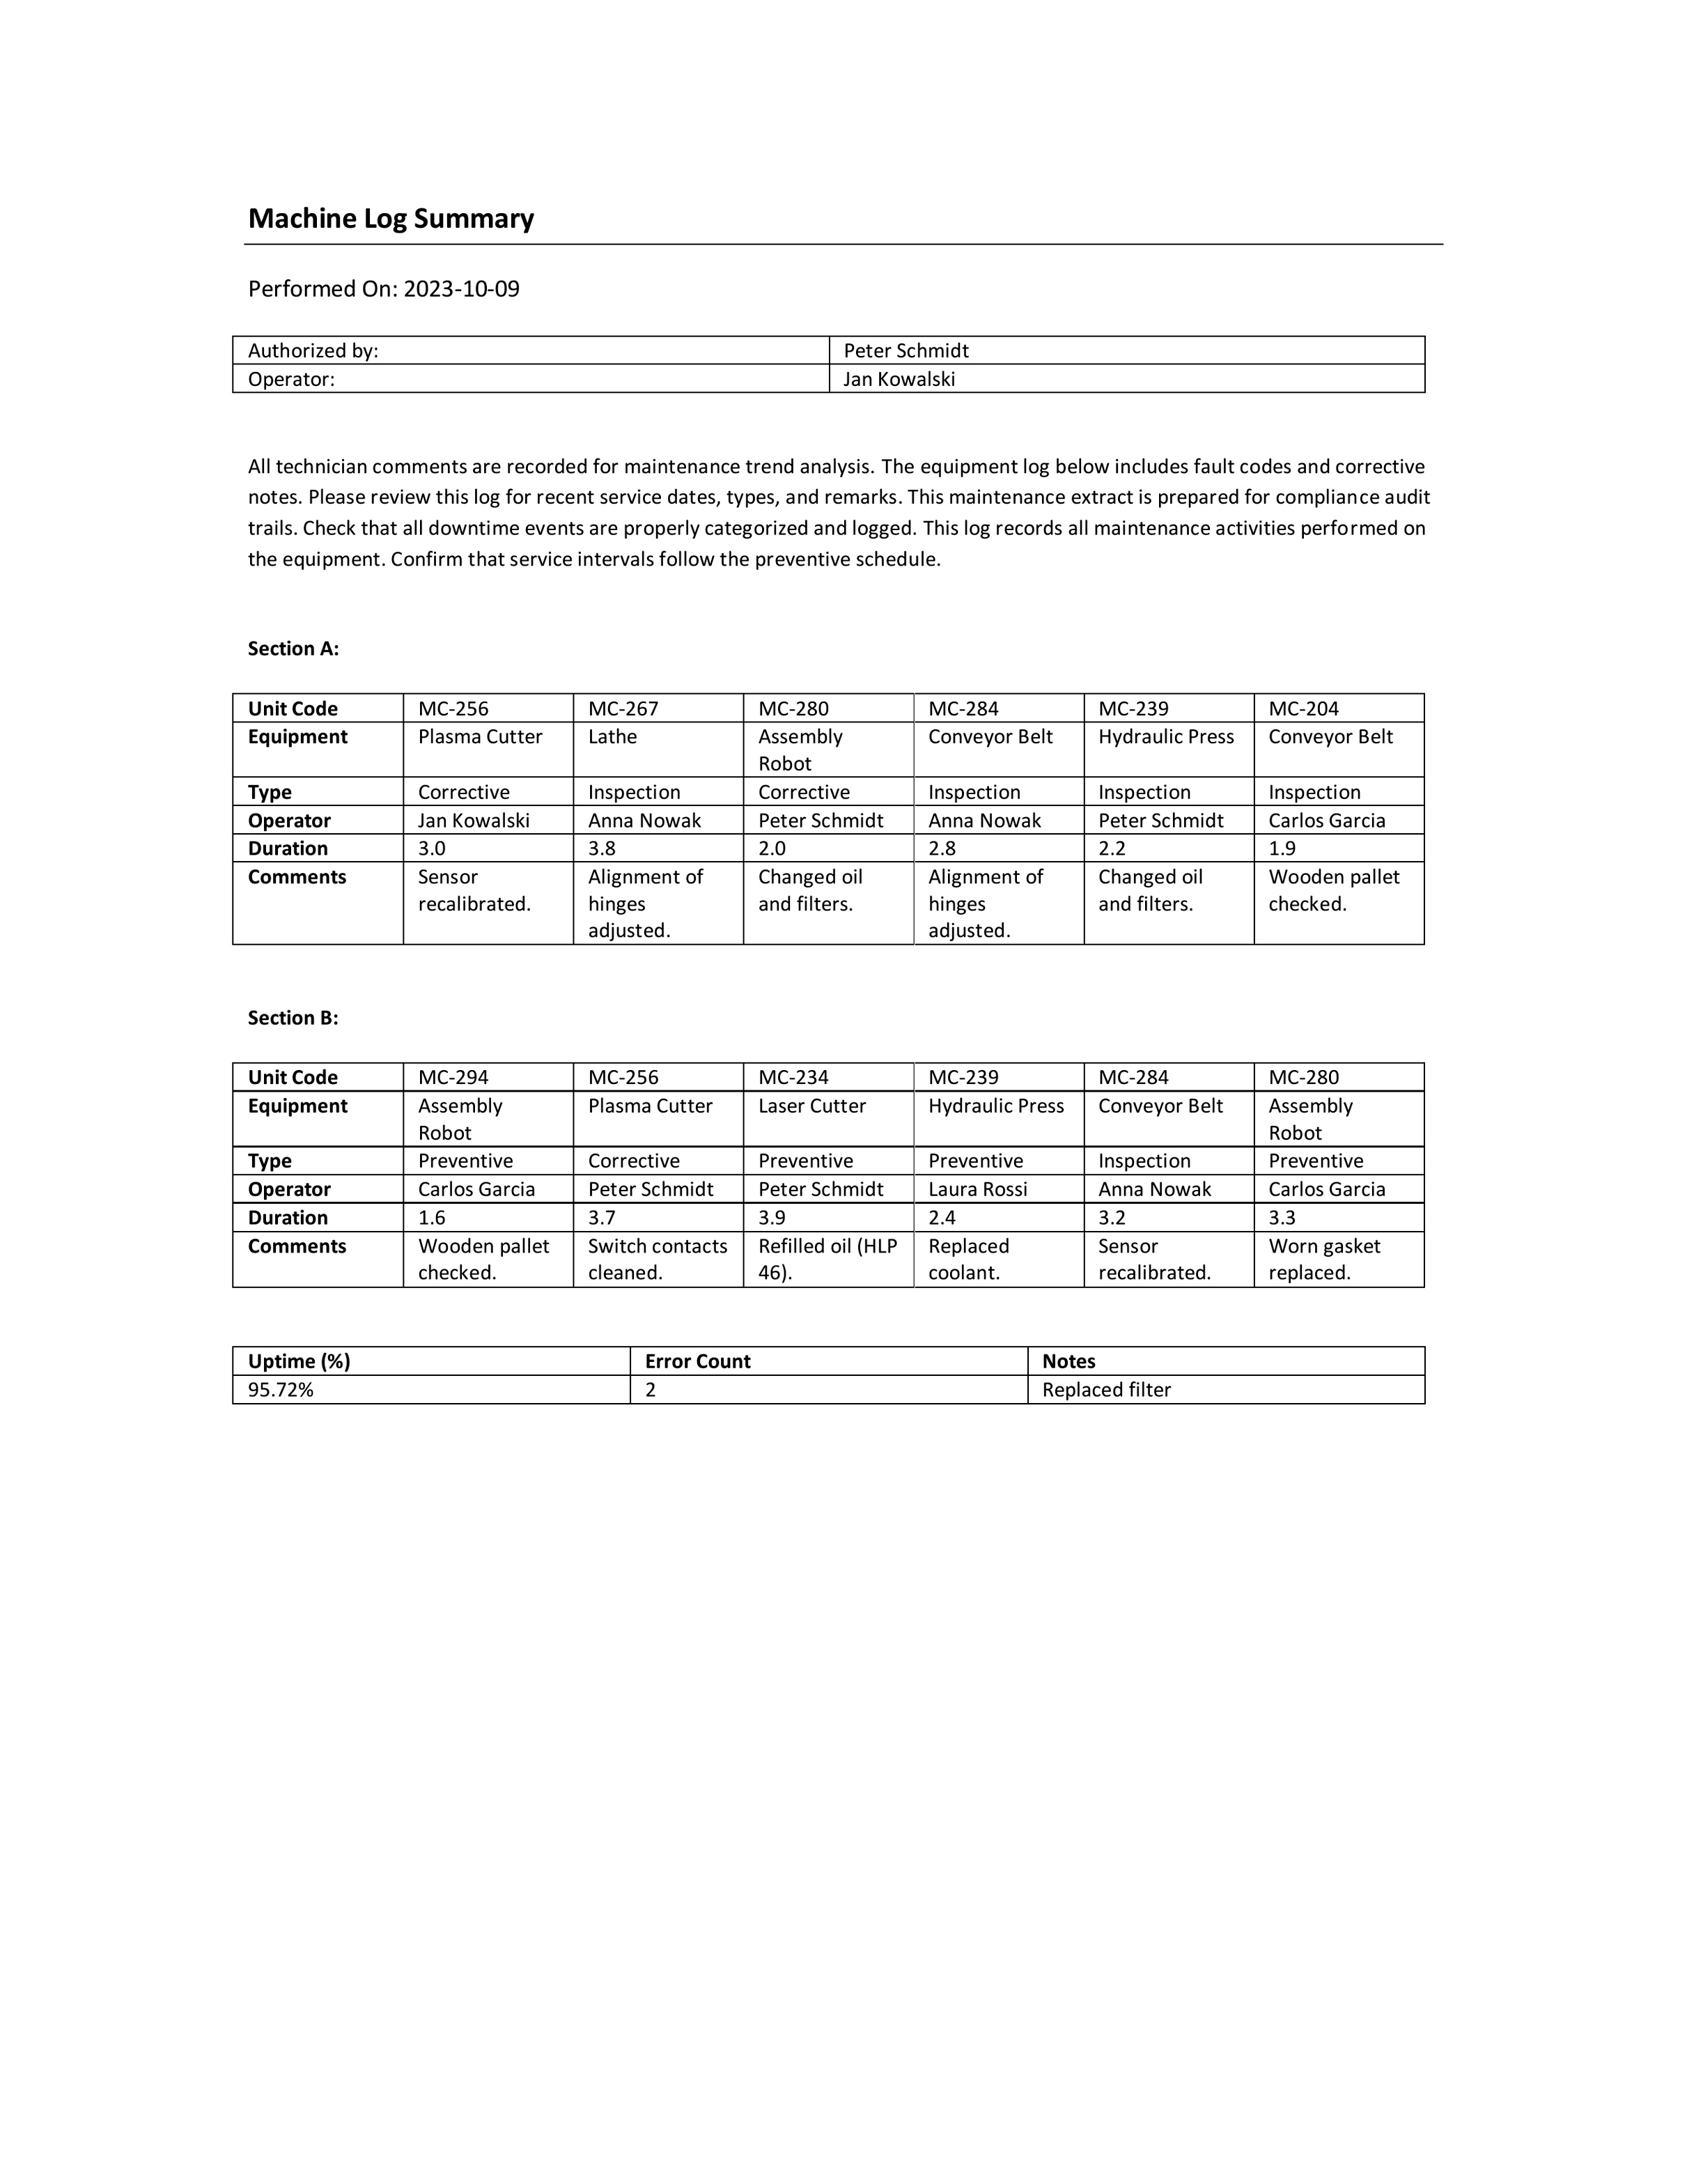 Machine Log Summary
Performed On: 2023-10-09
Authorized by: Peter Schmidt
Operator: Jan Kowalski
All technician comments are recorded for maintenance trend analysis. The equipment log below includes fault codes and corrective
notes. Please review this log for recent service dates, types, and remarks. This maintenance extract is prepared for compliance audit
trails. Check that all downtime events are properly categorized and logged. This log records all maintenance activities performed on
the equipment. Confirm that service intervals follow the preventive schedule.
Section A:
Unit Code MC-256 MC-267 MC-280 MC-284 MC-239 MC-204
Equipment Plasma Cutter Lathe Assembly Conveyor Belt Hydraulic Press Conveyor Belt
Robot
Type Corrective Inspection Corrective Inspection Inspection Inspection
Operator Jan Kowalski Anna Nowak Peter Schmidt Anna Nowak Peter Schmidt Carlos Garcia
Duration 3.0 3.8 2.0 2.8 2.2 1.9
Comments Sensor Alignment of Changed oil Alignment of Changed oil Wooden pallet
recalibrated. hinges and filters. hinges and filters. checked.
adjusted. adjusted.
Section B:
Unit Code MC-294 MC-256 MC-234 MC-239 MC-284 MC-280
Equipment Assembly Plasma Cutter Laser Cutter Hydraulic Press Conveyor Belt Assembly
Robot Robot
Type Preventive Corrective Preventive Preventive Inspection Preventive
Operator Carlos Garcia Peter Schmidt Peter Schmidt Laura Rossi Anna Nowak Carlos Garcia
Duration 1.6 3.7 3.9 2.4 3.2 3.3
Comments Wooden pallet Switch contacts Refilled oil (HLP Replaced Sensor Worn gasket
checked. cleaned. 46). coolant. recalibrated. replaced.
Uptime (%) Error Count Notes
95.72% 2 Replaced filter